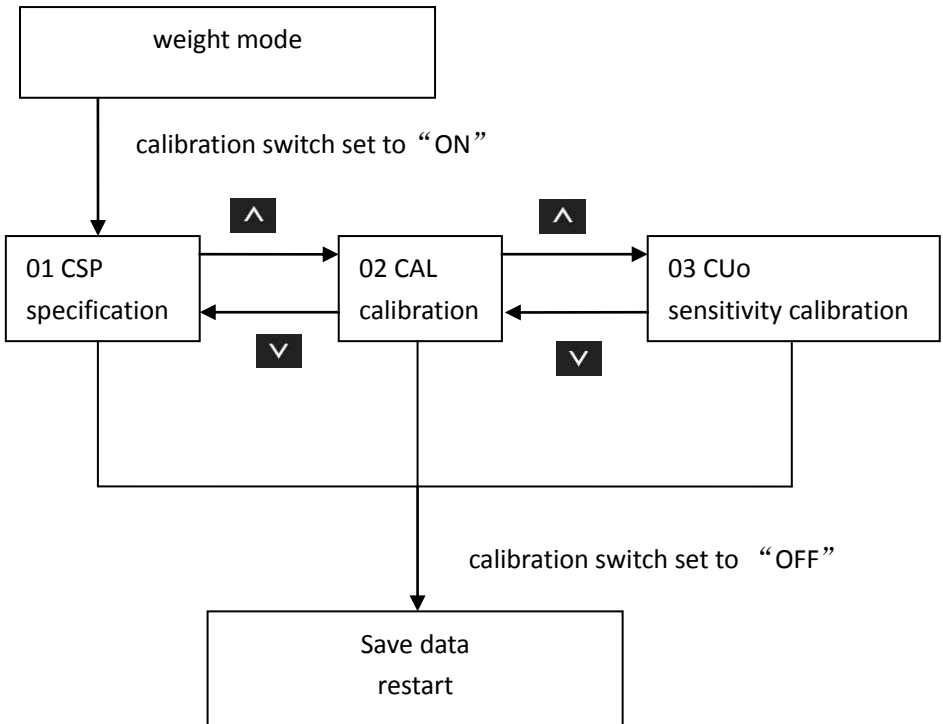 weight mode
calibration switch set to “ON”
01 CSP
specification
02 CAL
calibration
03 CUo
sensitivity calibration
calibration switch set to “OFF”
Save data
restart